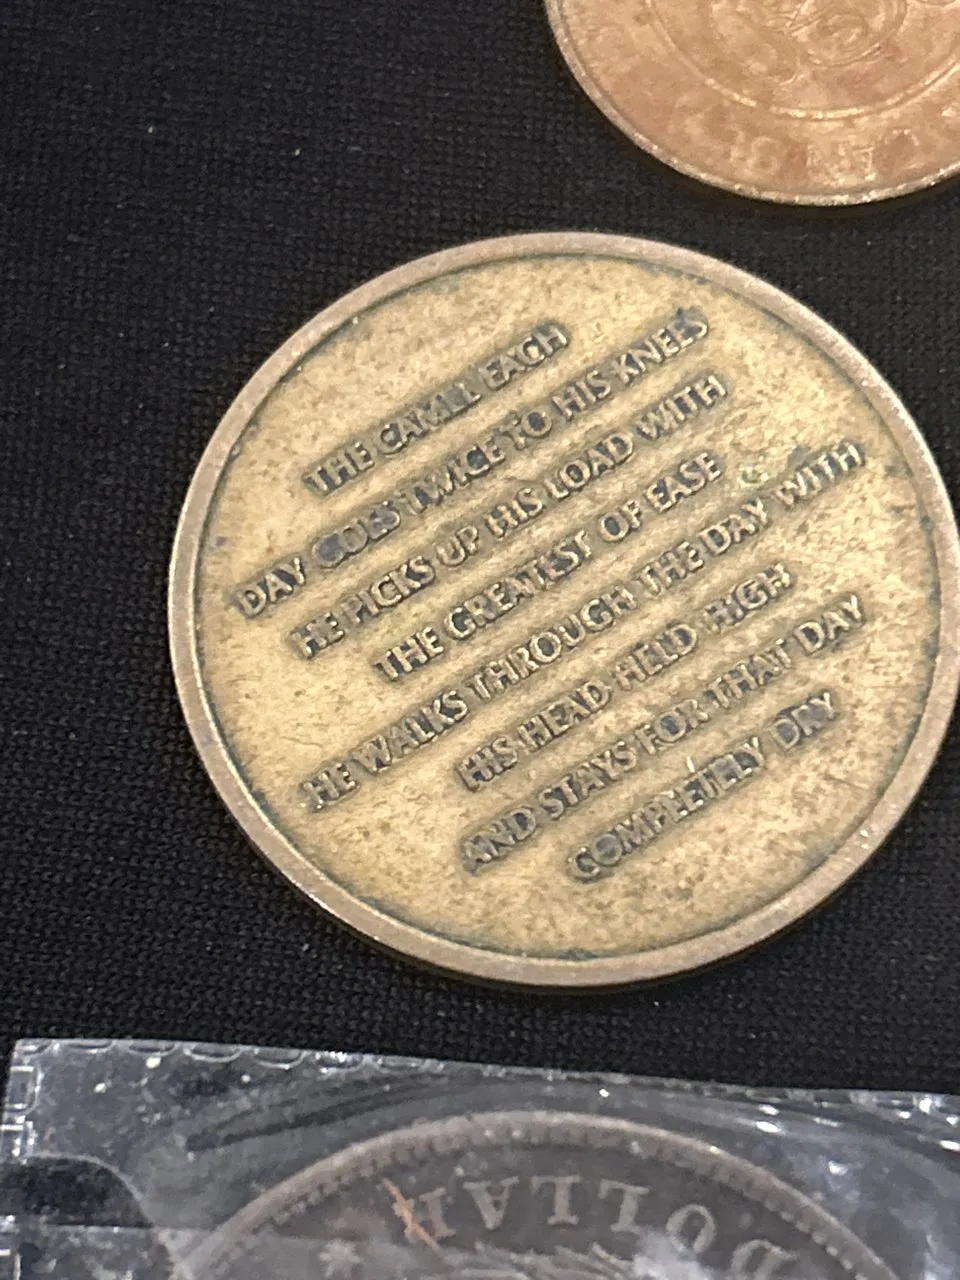 THE CAMEL EACH
DAY GOES TWICE TO HIS KNEES
HE PICKS UP HIS LOAD WITH
THE GREATEST OF EASE
HE WALKS THROUGH THE DAY WITH
HIS HEAD HELD HIGH
AND STAYS FOR THAT DAY
COMPLETELY DRY
DOLLAR